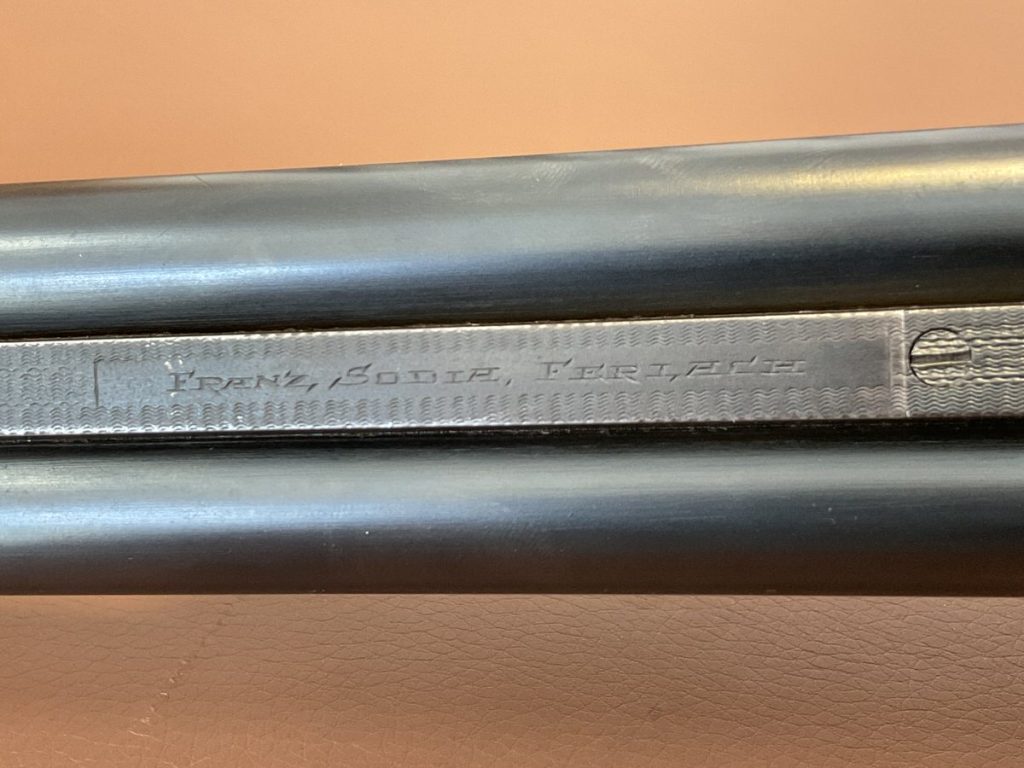 FRANZ, SODIA, FERLACH